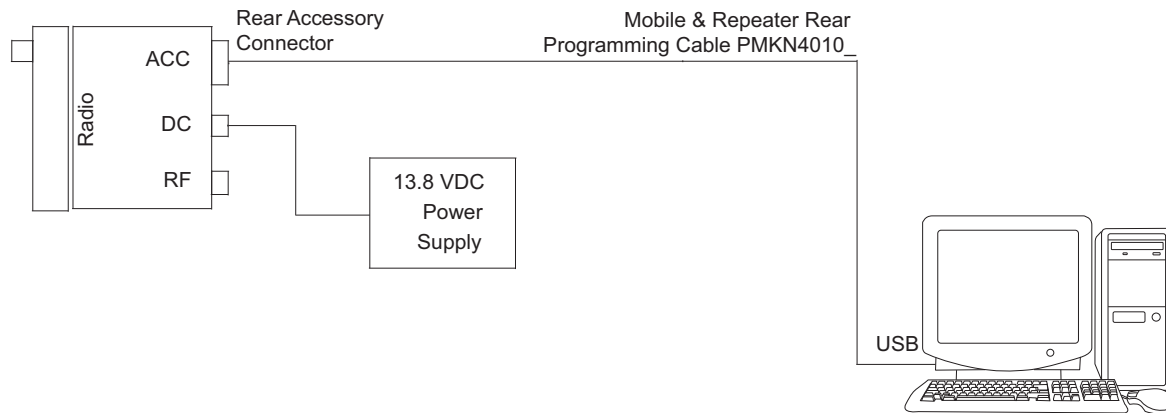 Rear Accessory
Connector
Mobile & Repeater Rear
Programming Cable PMKN4010_
ACC
Radio
DC
RF
13.8 VDC
Power
Supply
USB